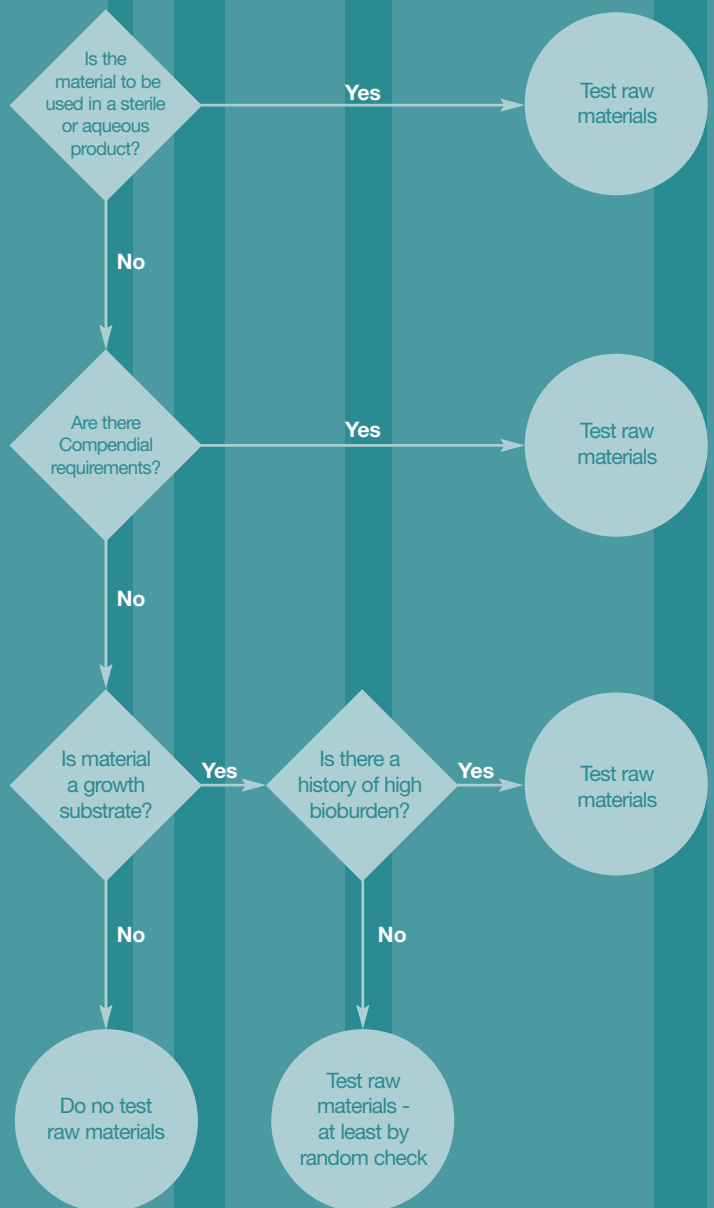 Is the
material to be
used in a sterile
or aqueous
product?
Yes
Test raw
materials
No
Are there
Compendial
requirements?
Yes
Test raw
materials
No
Is material
a growth
substrate?
Yes
Is there a
history of high
bioburden?
Yes
Test raw
materials
No
No
Do no test
raw materials
Test raw
materials -
at least by
random check